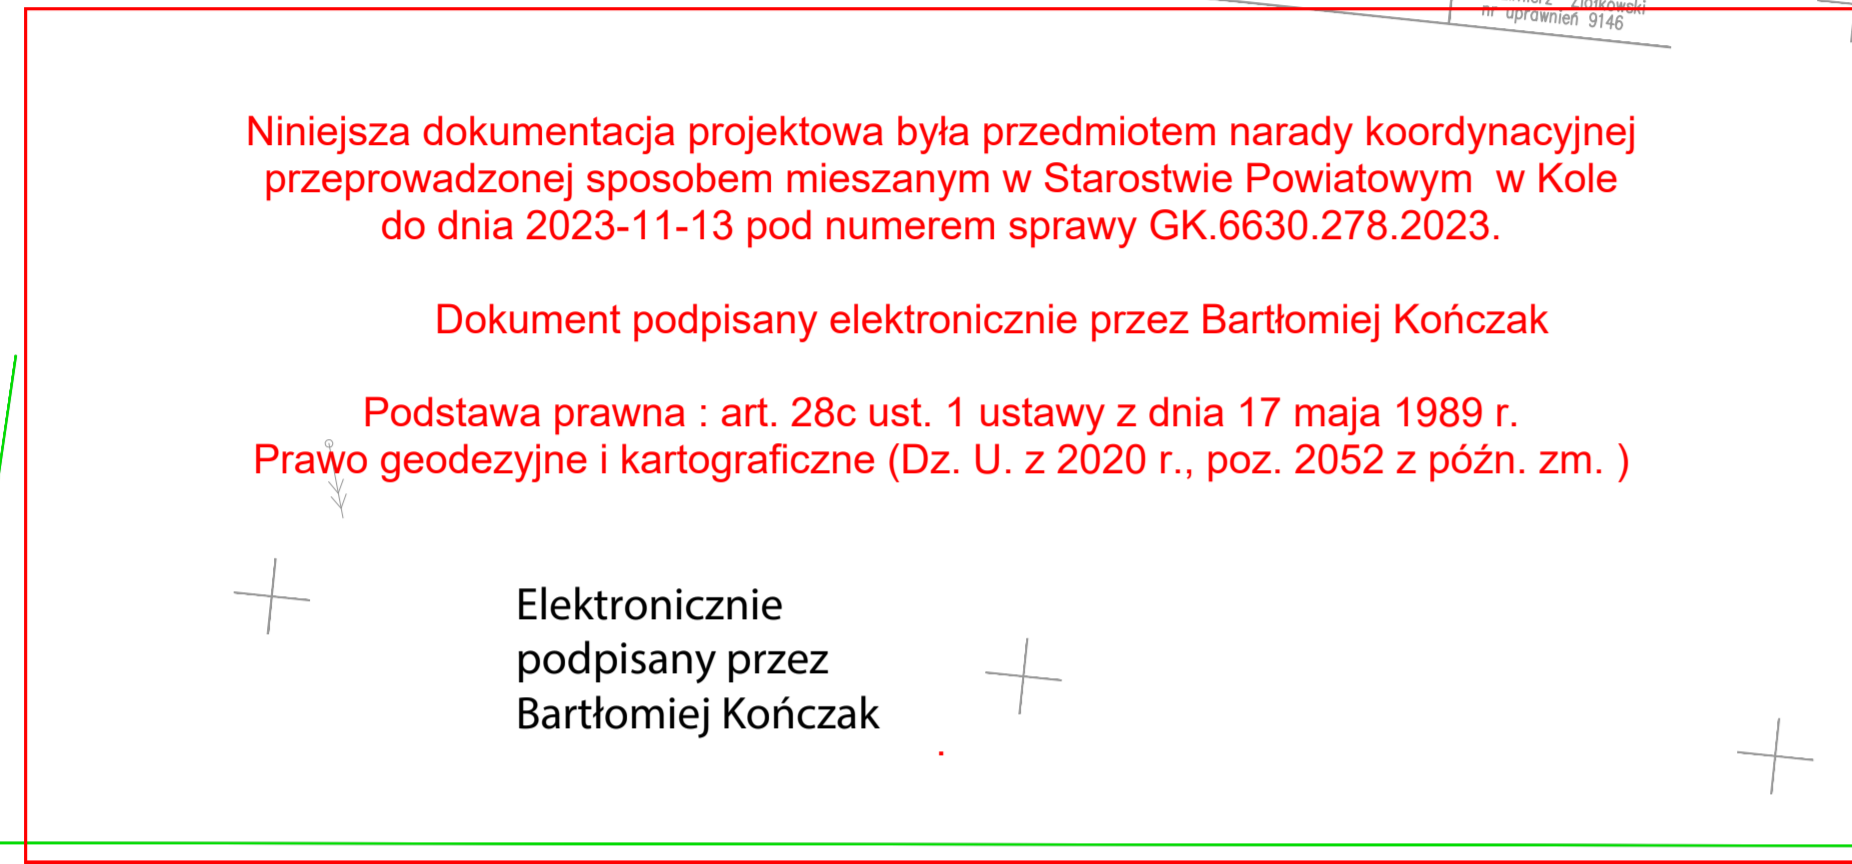 Ziółkowski
nr uprawnień 9146
Niniejsza dokumentacja projektowa była przedmiotem narady koordynacyjnej
przeprowadzonej sposobem mieszanym w Starostwie Powiatowym w Kole
do dnia 2023-11-13 pod numerem sprawy GK.6630.278.2023.
Dokument podpisany elektronicznie przez Bartłomiej Kończak
Podstawa prawna : art. 28c ust. 1 ustawy z dnia 17 maja 1989 r.
Prawo geodezyjne i kartograficzne (Dz. U. z 2020 r., poz. 2052 z późn. zm. )
Elektronicznie
podpisany przez
Bartłomiej Kończak